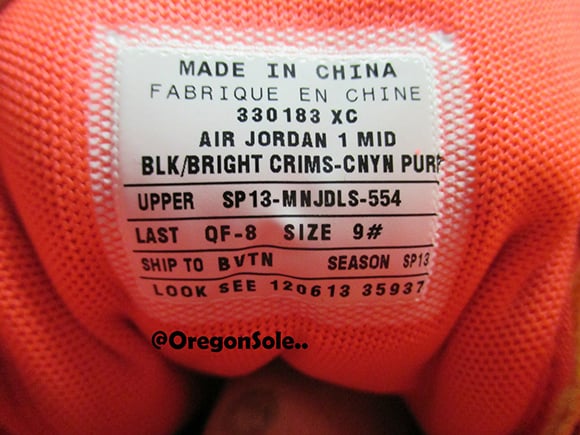 MADE IN CHINA
FABRIQUE EN CHINE
330183 XC
AIR JORDAN 1 MID
BLK/BRIGHT CRIMS-CNYN PURP
UPPER SP13-MNJDLS-554
LAST QF-8 SIZE 9#
SHIP TO BVTN SEASON SP13
LOOK SEE 120613 35937
@OregonSole..